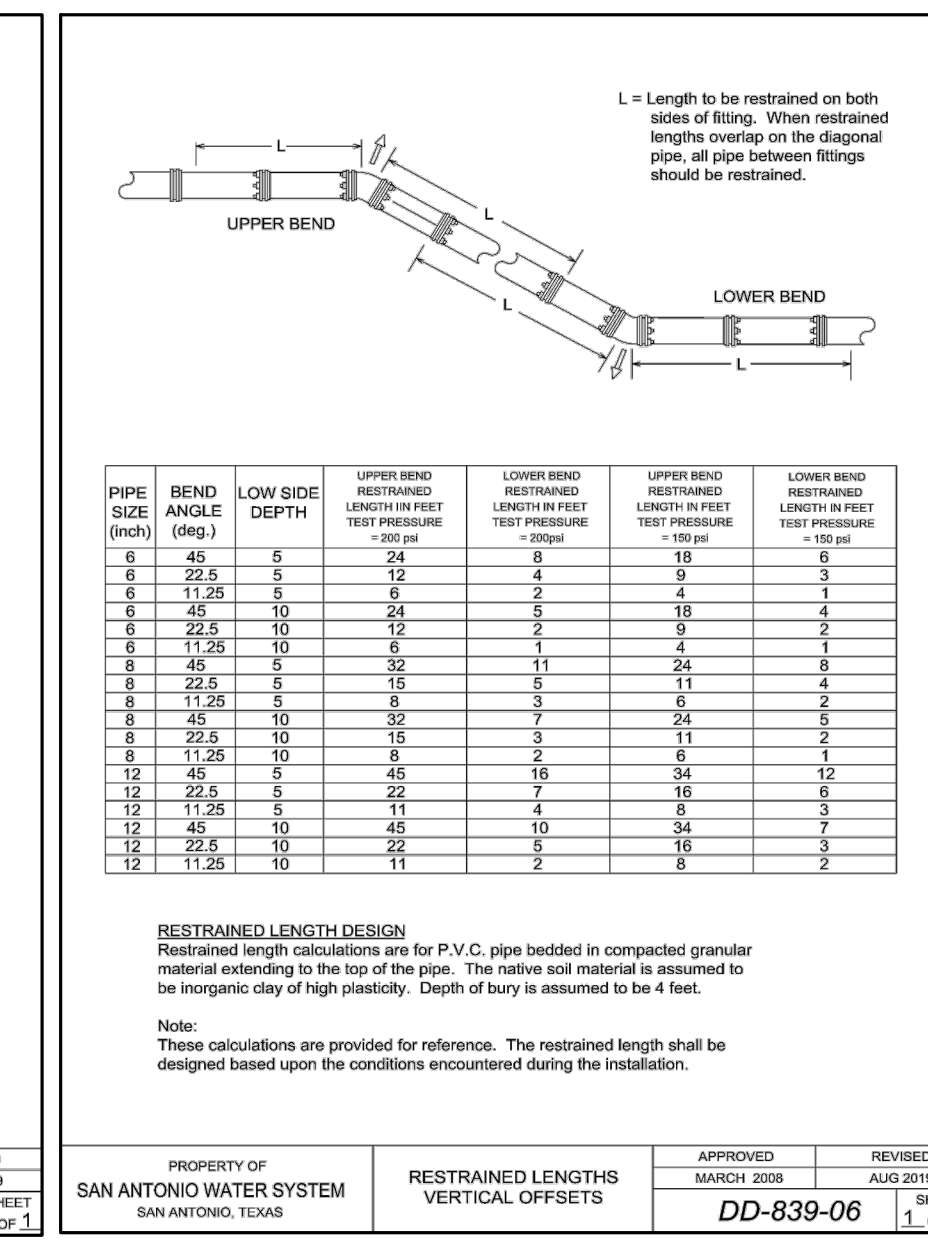 L = Length to be restrained on both
sides of fitting. When restrained
lengths overlap on the diagonal
pipe, all pipe between fittings
should be restrained.
L
UPPER BEND
L
L
LOWER BEND
L
PIPE SIZE (inch) BEND ANGLE (deg.) LOW SIDE DEPTH UPPER BEND RESTRAINED LENGTH IIN FEET TEST PRESSURE = 200 psi LOWER BEND RESTRAINED LENGTH IN FEET TEST PRESSURE = 200psi UPPER BEND RESTRAINED LENGTH IN FEET TEST PRESSURE = 150 psi LOWER BEND RESTRAINED LENGTH IN FEET TEST PRESSURE = 150 psi
6 45 5 24 8 18 6
6 22.5 5 12 4 9 3
6 11.25 5 6 2 4 1
6 45 10 24 5 18 4
6 22.5 10 12 2 9 2
6 11.25 10 6 1 4 1
8 45 5 32 11 24 8
8 22.5 5 15 5 11 4
8 11.25 5 8 3 6 2
8 45 10 32 7 24 5
8 22.5 10 15 3 11 2
8 11.25 10 8 2 6 1
12 45 5 45 16 34 12
12 22.5 5 22 7 16 6
12 11.25 5 11 4 8 3
12 45 10 45 10 34 7
12 22.5 10 22 5 16 3
12 11.25 10 11 2 8 2
RESTRAINED LENGTH DESIGN
Restrained length calculations are for P.V.C. pipe bedded in compacted granular
material extending to the top of the pipe. The native soil material is assumed to
be inorganic clay of high plasticity. Depth of bury is assumed to be 4 feet.
Note:
These calculations are provided for reference. The restrained length shall be
designed based upon the conditions encountered during the installation.
PROPERTY OF
SAN ANTONIO WATER SYSTEM
SAN ANTONIO, TEXAS
RESTRAINED LENGTHS
VERTICAL OFFSETS
APPROVED
MARCH 2008
REVISED
AUG 2019
DD-839-06
1
OF 1